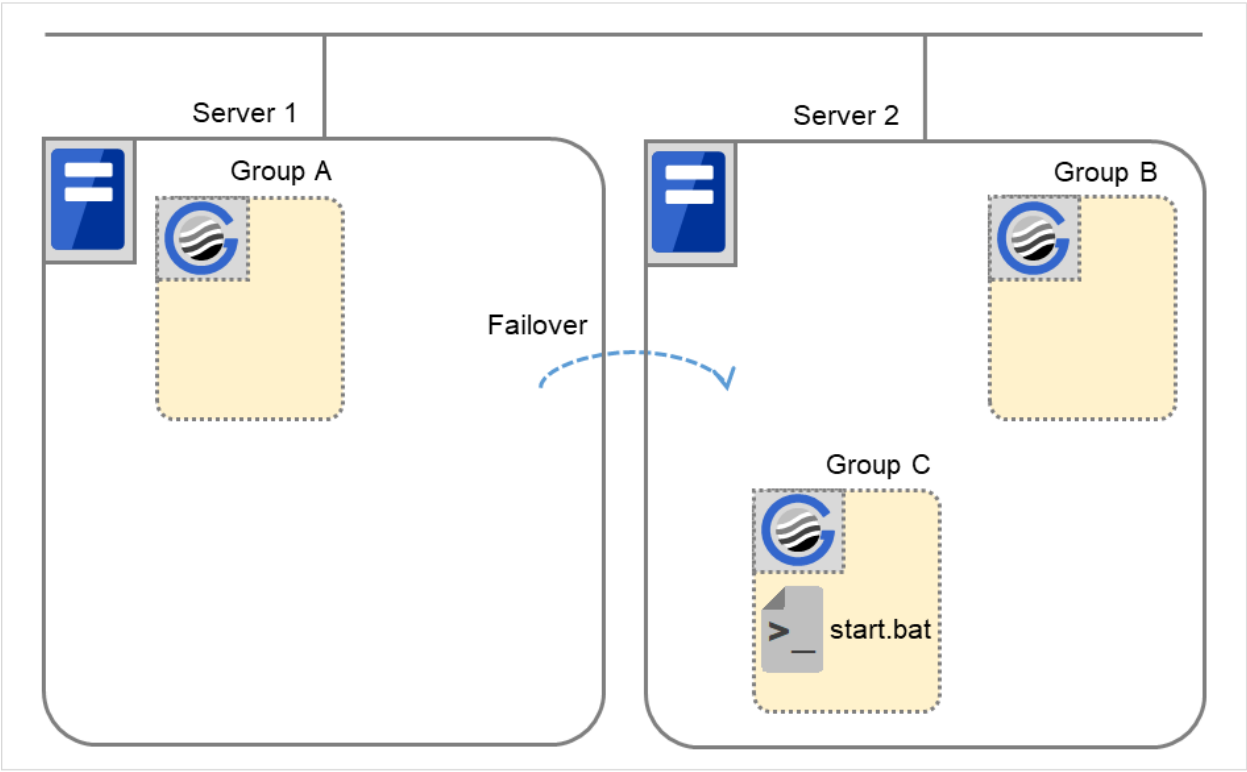 Server 1
Server 2
Group A
Group B
Failover
Group C
>_ start.bat